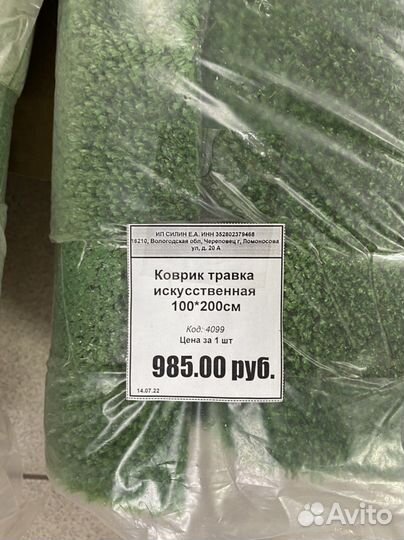 ИП СИЛИН Е.А. ИНН 352802379468
16210, Вологодская обл, Череповец г, Ломоносова
ул, д. 20 А
Коврик травка
искусственная
100*200см
Код: 4099
Цена за 1 шт
985.00 руб.
14.07.22
Avito